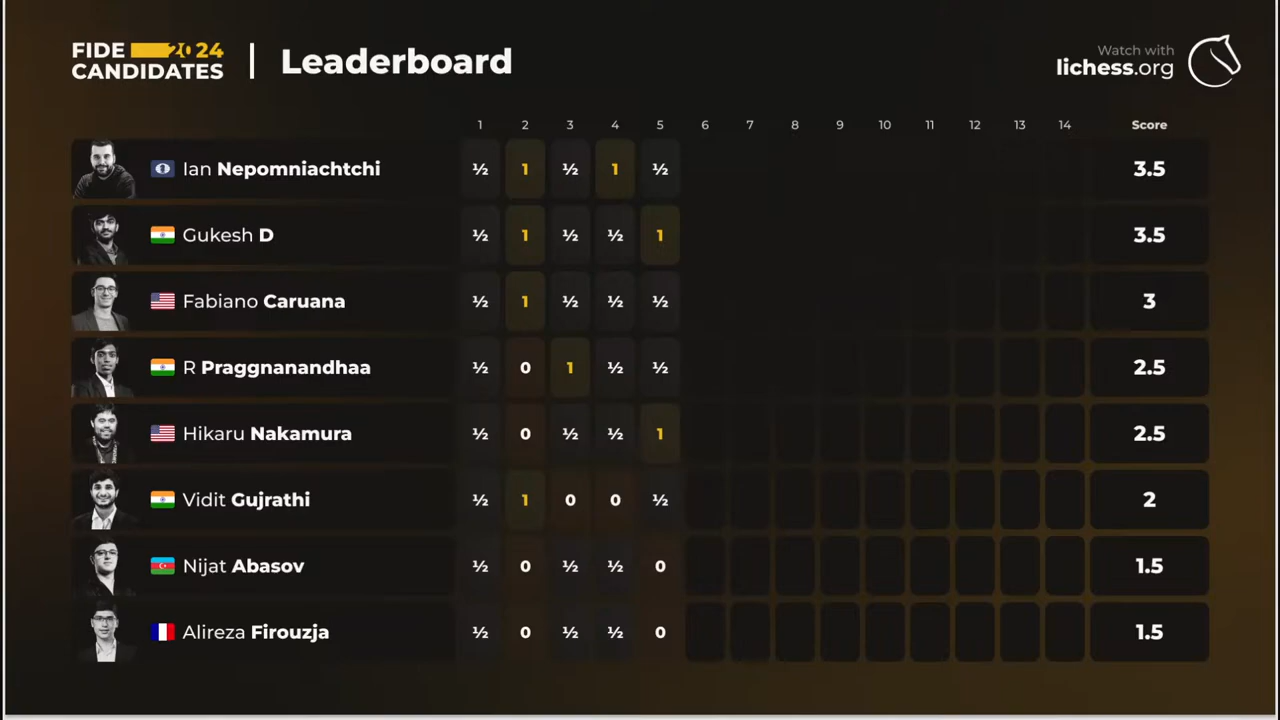 FIDE 2024 CANDIDATES | Leaderboard
Watch with
lichess.org
1 2 3 4 5 6 7 8 9 10 11 12 13 14 Score
Ian Nepomniachtchi ½ 1 ½ 1 ½ 3.5
Gukesh D ½ 1 ½ ½ 1 3.5
Fabiano Caruana ½ 1 ½ ½ ½ 3
R Praggnanandhaa ½ 0 1 ½ ½ 2.5
Hikaru Nakamura ½ 0 ½ ½ 1 2.5
Vidit Gujrathi ½ 1 0 0 ½ 2
Nijat Abasov ½ 0 ½ ½ 0 1.5
Alireza Firouzja ½ 0 ½ ½ 0 1.5